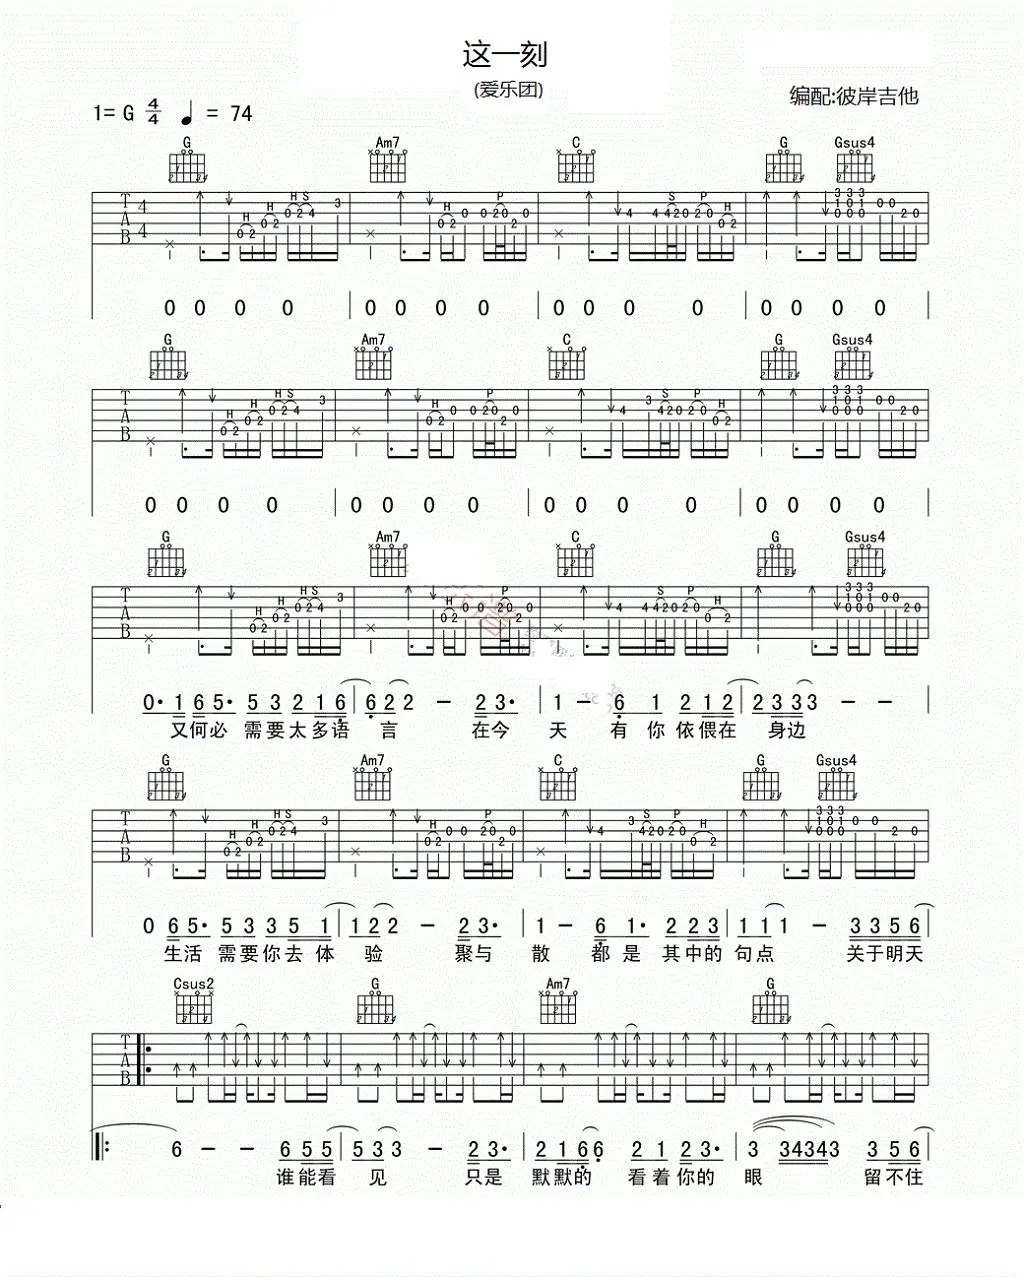 这一刻
(爱乐团)
编配:彼岸吉他
1= G 4/4 ♩ = 74
G Am7 C G Gsus4
0 0 0 0 | 0 0 0 0 | 0 0 0 0 | 0 0 0 0
G Am7 C G Gsus4
0 0 0 0 | 0 0 0 0 | 0 0 0 0 | 0 0 0 0
G Am7 C G Gsus4
0· 1 6 5· 5 3 2 1 6 | 6 2 2 - 2 3· | 1 - 6 1 2 1 2 | 2 3 3 3 - -
又何必 需要太多语 言 在今 天 有 你 依偎在 身边
G Am7 C G Gsus4
0 6 5· 5 3 3 5 1 | 1 2 2 - 2 3· | 1 - 6 1· 2 2 3 | 1 1 1 - 3 3 5 6
生活 需要你去体 验 聚与 散 都是 其中的 句点 关于明天
Csus2 G Am7 G
6 - - 6 5 5 | 5 3 3 - 2 3· | 2 1 6 6 2 1 2 3· | 3 3 4 3 4 3 3 5 6
谁能看 见 只是 默默的 看着你的 眼 留不住